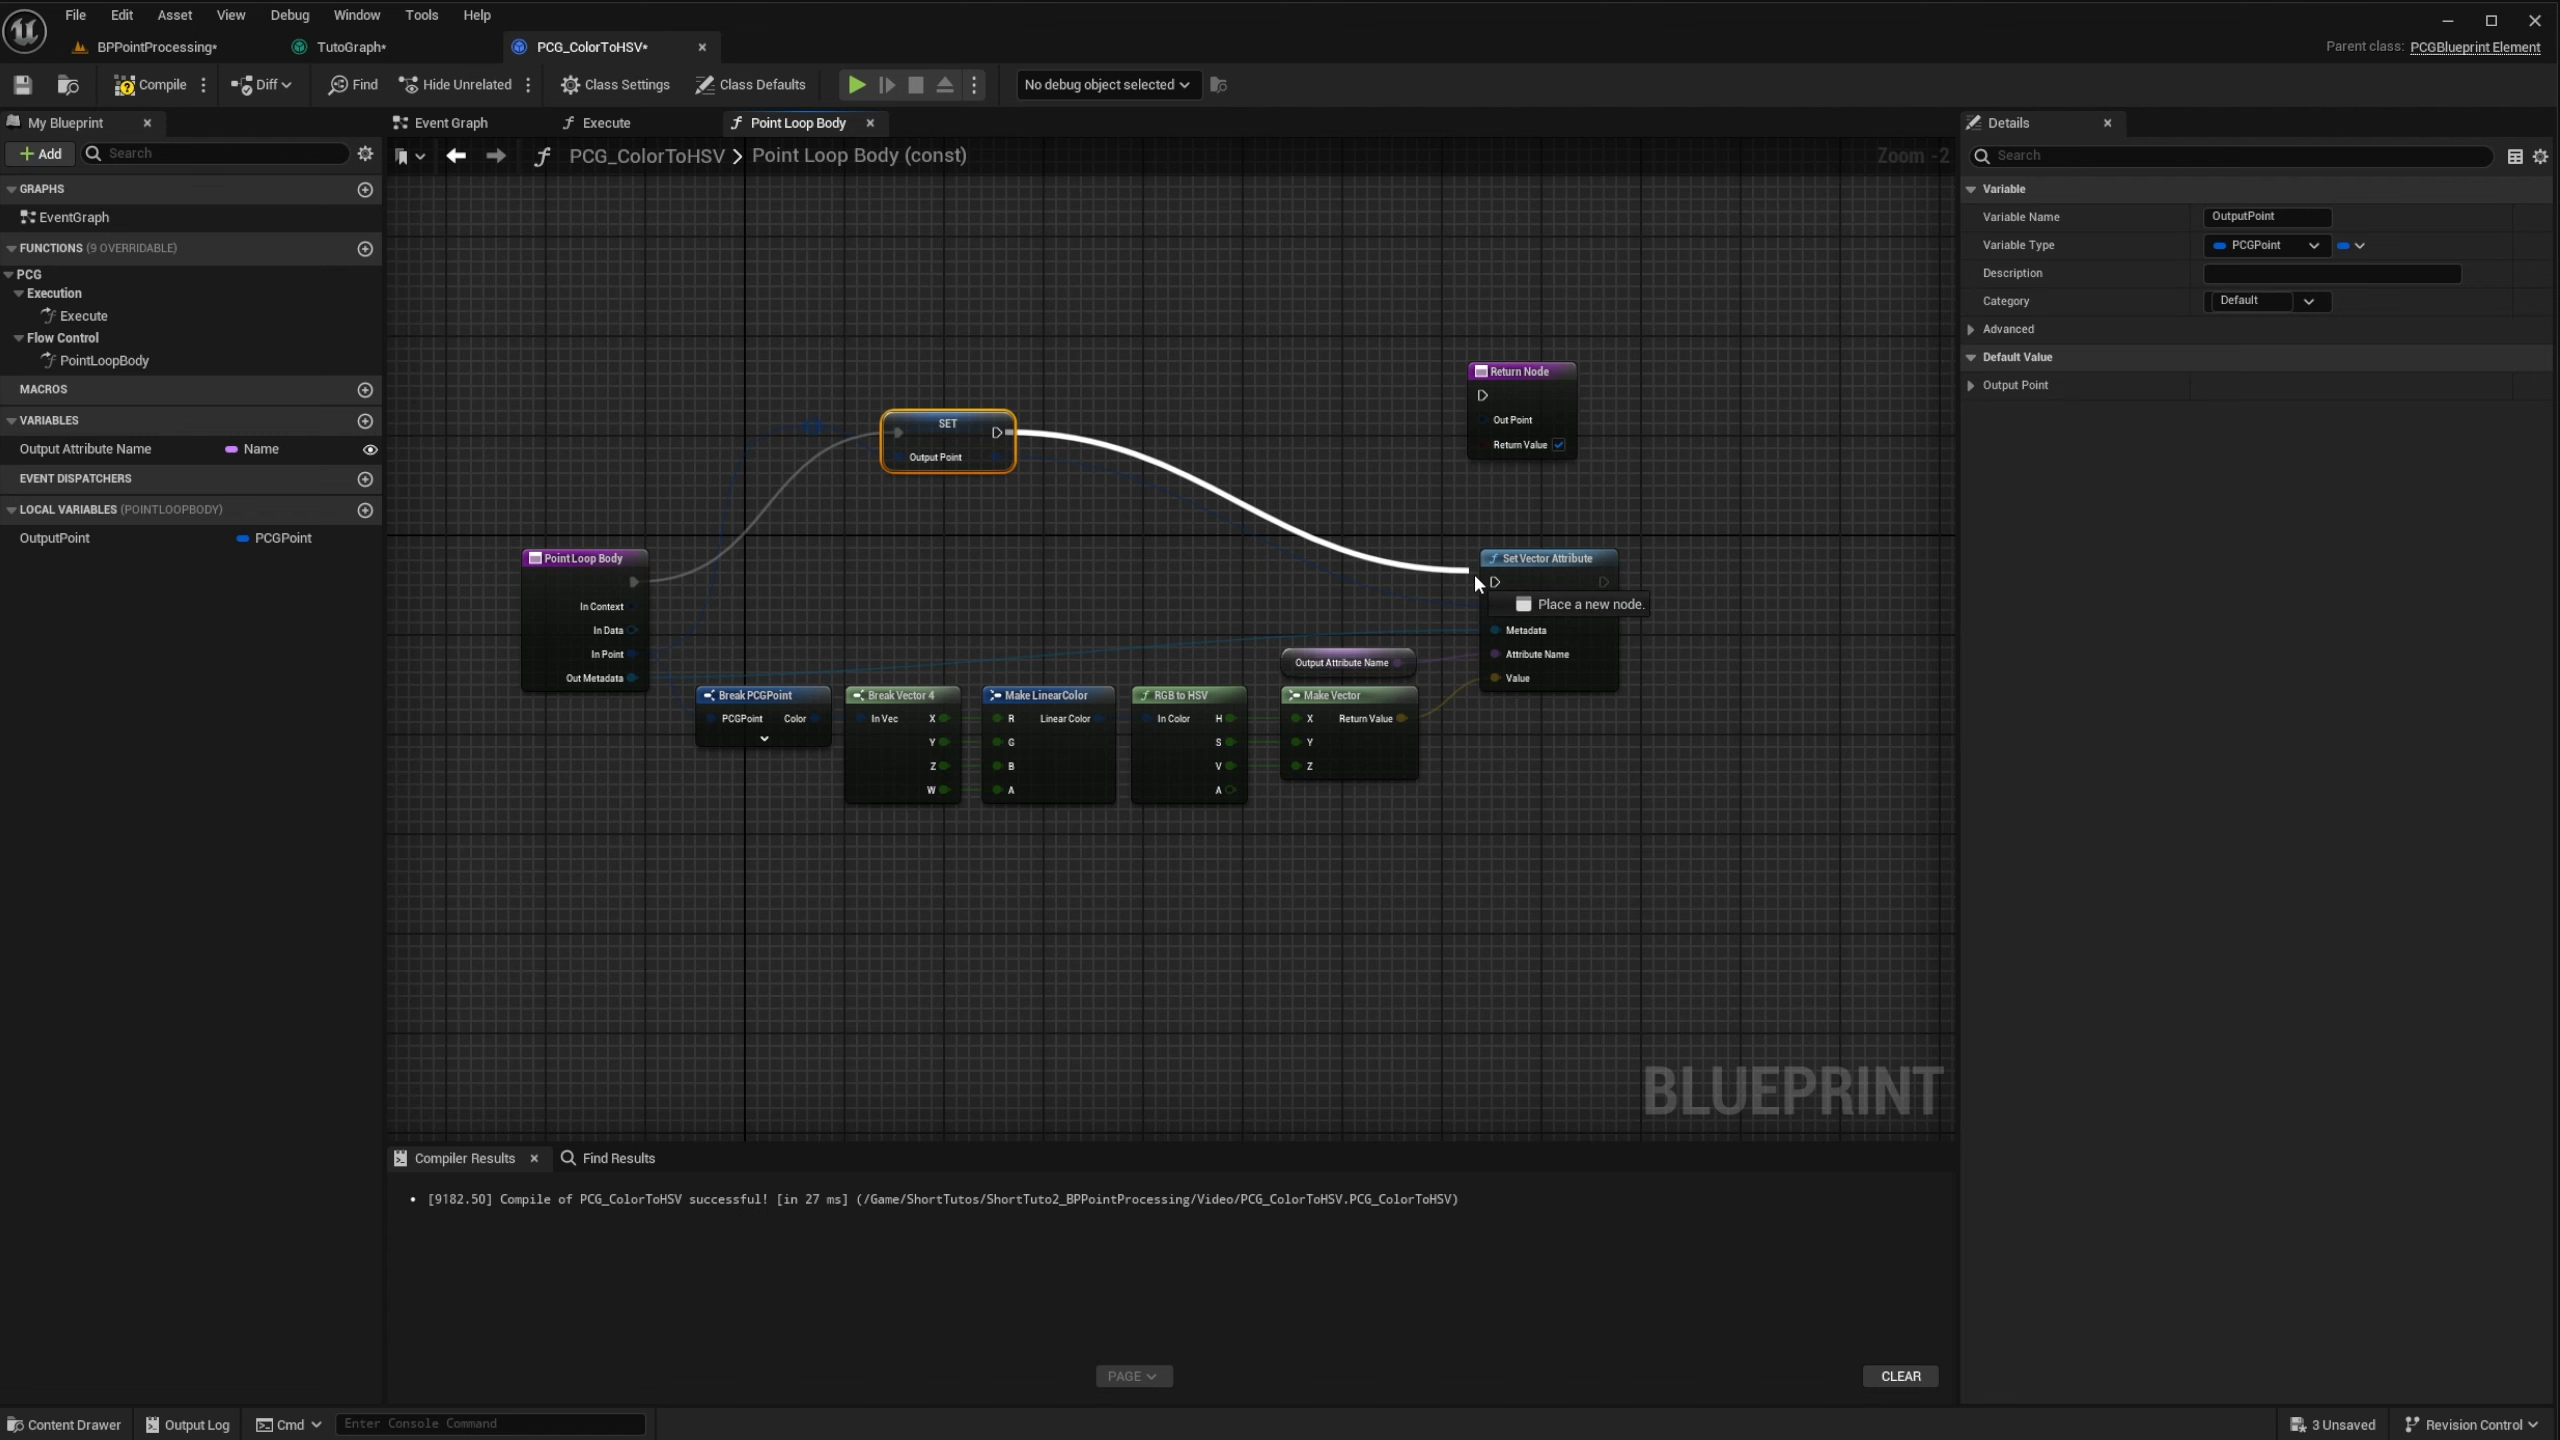 File Edit Asset View Debug Window Tools Help
BPPointProcessing* TutoGraph* PCG_ColorToHSV*
Parent class: PCGBlueprint Element
Compile Diff Find Hide Unrelated Class Settings Class Defaults No debug object selected
My Blueprint
Add Search
GRAPHS
EventGraph
FUNCTIONS (9 OVERRIDABLE)
PCG
Execution
Execute
Flow Control
PointLoopBody
MACROS
VARIABLES
Output Attribute Name Name
EVENT DISPATCHERS
LOCAL VARIABLES (POINTLOOPBODY)
OutputPoint PCGPoint
Event Graph Execute Point Loop Body
PCG_ColorToHSV > Point Loop Body (const)
Zoom -2
SET
Output Point
Return Node
Out Point
Return Value
Point Loop Body
In Context
In Data
In Point
Out Metadata
Set Vector Attribute
Place a new node.
Metadata
Attribute Name
Value
Output Attribute Name
Break PCGPoint
PCGPoint Color
Break Vector 4
In Vec X
Y
Z
W
Make LinearColor
R Linear Color
G
B
A
RGB to HSV
In Color H
S
V
A
Make Vector
X Return Value
Y
Z
BLUEPRINT
Details
Search
Variable
Variable Name OutputPoint
Variable Type PCGPoint
Description
Category Default
Advanced
Default Value
Output Point
Compiler Results Find Results
[9182.50] Compile of PCG_ColorToHSV successful! [in 27 ms] (/Game/ShortTutos/ShortTuto2_BPPointProcessing/Video/PCG_ColorToHSV.PCG_ColorToHSV)
PAGE
CLEAR
Content Drawer Output Log Cmd Enter Console Command
3 Unsaved Revision Control